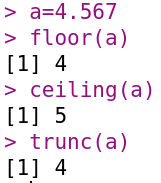 > a=4.567
> floor(a)
[1] 4
> ceiling(a)
[1] 5
> trunc(a)
[1] 4